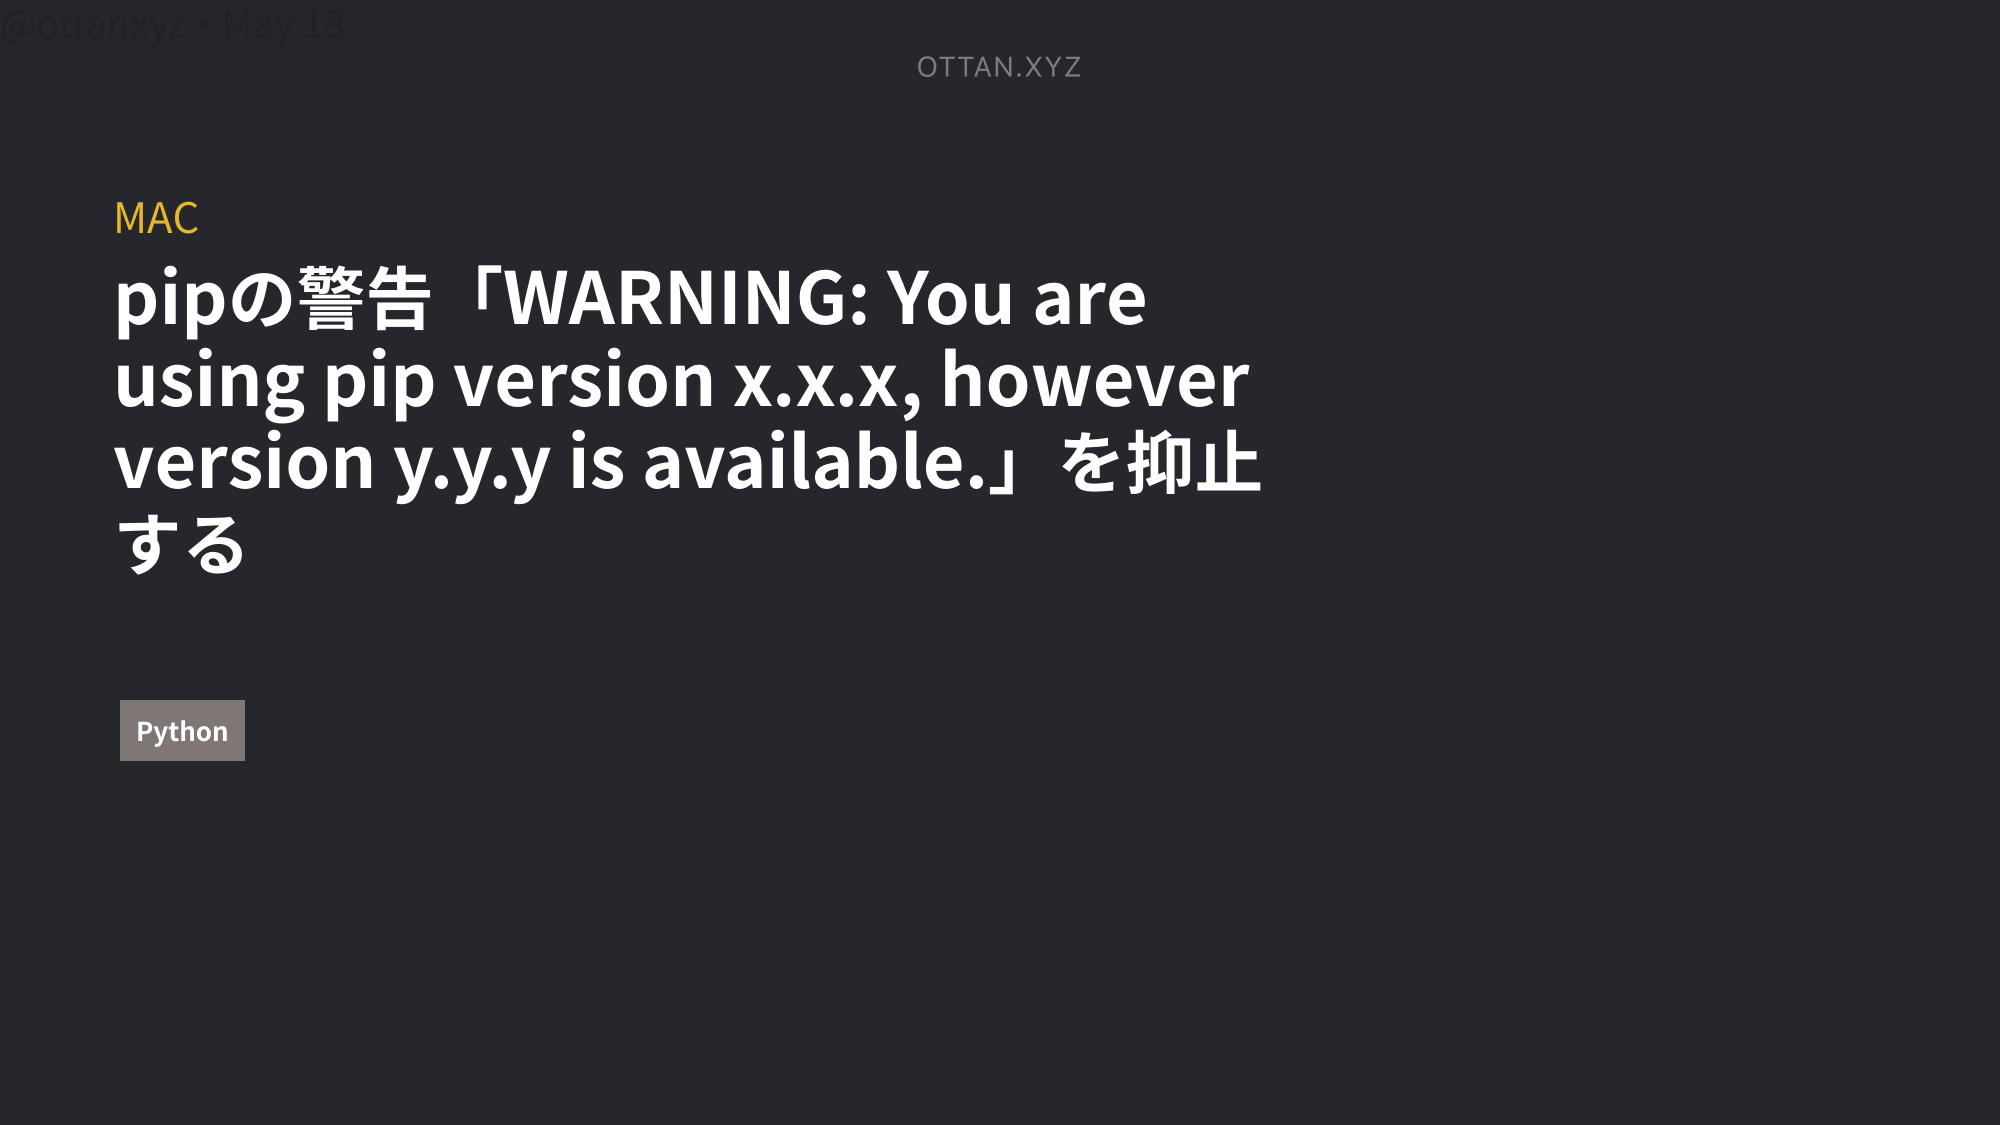 @ottanxyz・May 18
OTTAN.XYZ
MAC
pipの警告「WARNING: You are
using pip version x.x.x, however
version y.y.y is available.」を抑止
する
Python